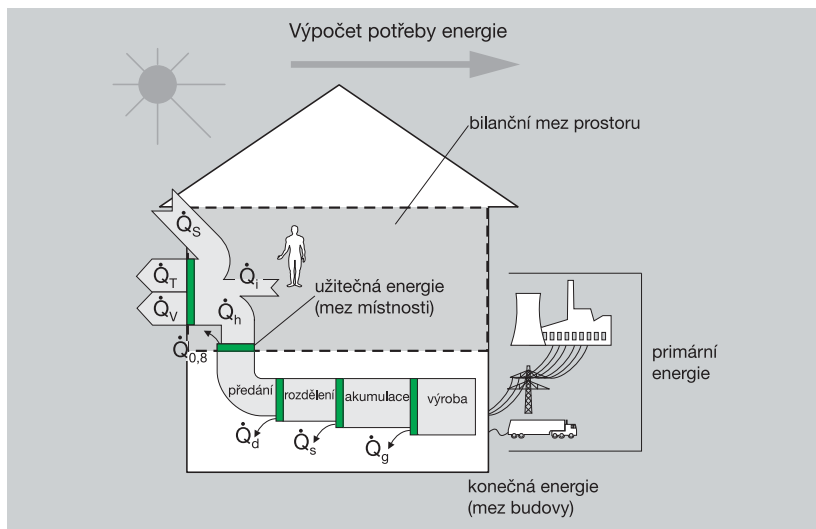 Výpočet potřeby energie
bilanční mez prostoru
Q̇S
Q̇T
Q̇i
Q̇V
Q̇h
užitečná energie
(mez místnosti)
Q̇0,8
předání
rozdělení
akumulace
výroba
Q̇d
Q̇s
Q̇g
primární
energie
konečná energie
(mez budovy)